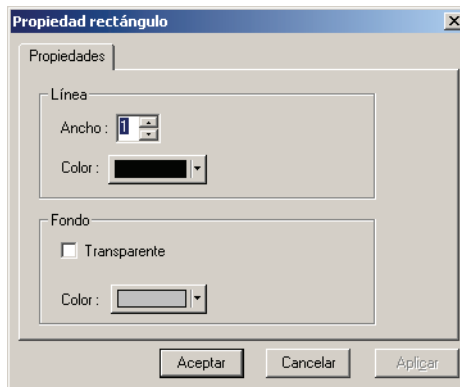 Propiedad rectángulo
Propiedades
Línea
Ancho : 1
Color :
Fondo
Transparente
Color :
Aceptar Cancelar Aplicar